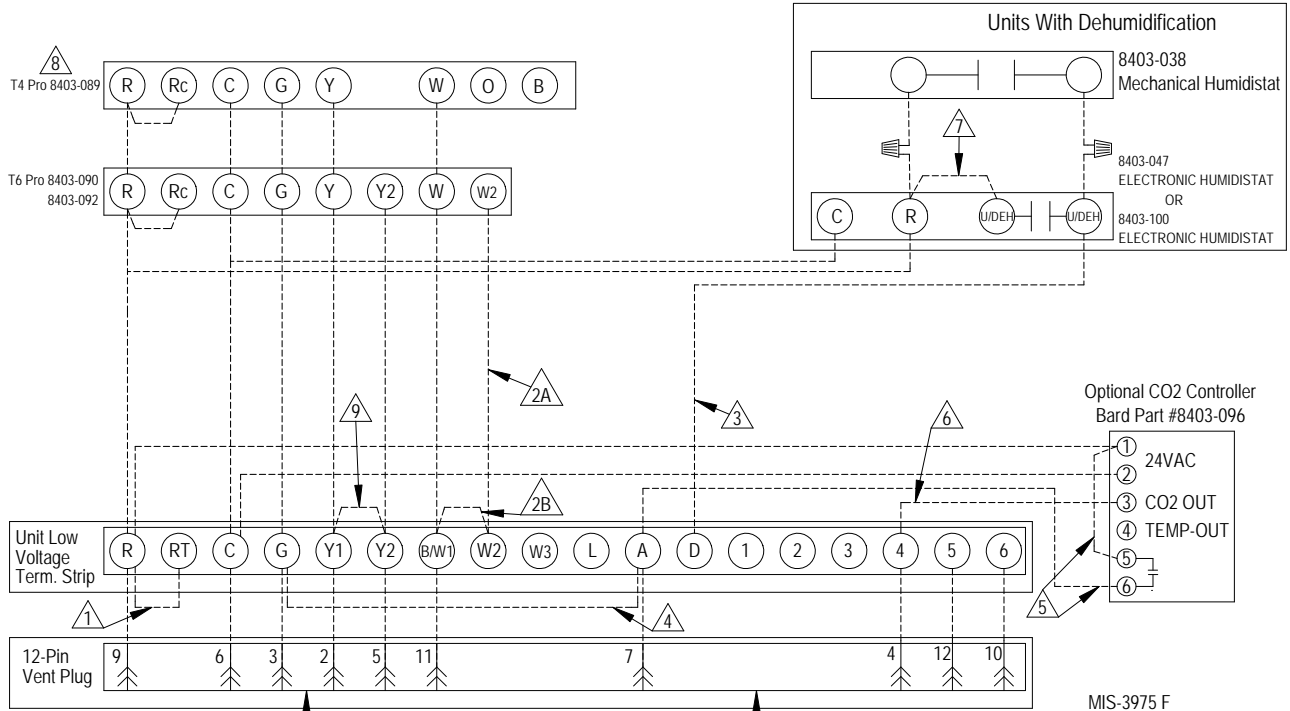 Units With Dehumidification
8403-038
Mechanical Humidistat
8
T4 Pro 8403-089
R Rc C G Y W O B
7
T6 Pro 8403-090
8403-092
R Rc C G Y Y2 W W2
8403-047
ELECTRONIC HUMIDISTAT
OR
8403-100
ELECTRONIC HUMIDISTAT
C R U/DEH U/DEH
2A
9
3
6
Optional CO2 Controller
Bard Part #8403-096
1
24VAC
2
3 CO2 OUT
4 TEMP-OUT
5
6
2B
Unit Low
Voltage
Term. Strip
R RT C G Y1 Y2 B/W1 W2 W3 L A D 1 2 3 4 5 6
1
4
5
12-Pin
Vent Plug
9 6 3 2 5 11 7 4 12 10
MIS-3975 F